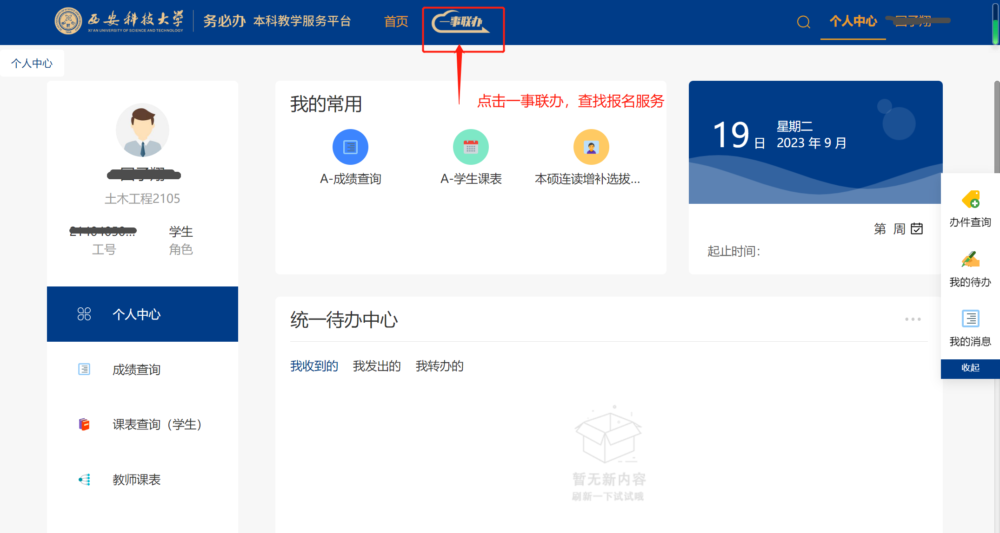 西安科技大学
XI'AN UNIVERSITY OF SCIENCE AND TECHNOLOGY
务必办 本科教学服务平台
首页
一事联办
个人中心
个人中心
土木工程2105
学生
工号
角色
个人中心
成绩查询
课表查询（学生）
教师课表
我的常用
点击一事联办，查找报名服务
A-成绩查询
A-学生课表
本硕连读增补选拔...
19日
星期二
2023 年 9 月
第 周
起止时间：
统一待办中心
我收到的 我发出的 我转办的
暂无新内容
刷新一下试试哦
办件查询
我的待办
我的消息
收起